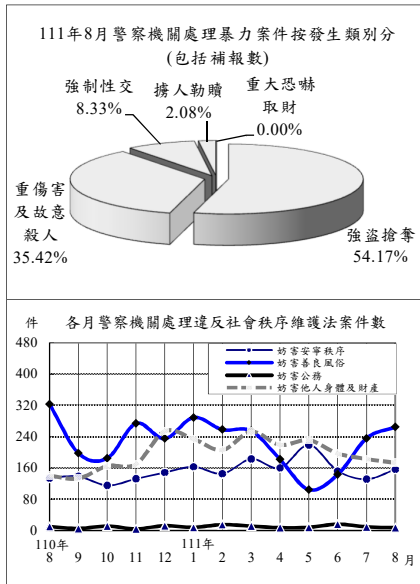 111年8月警察機關處理暴力案件按發生類別分
(包括補報數)
強制性交
8.33%
擄人勒贖
2.08%
重大恐嚇
取財
0.00%
重傷害
及故意
殺人
35.42%
強盜搶奪
54.17%
件 各月警察機關處理違反社會秩序維護法案件數
480
400
320
240
160
80
0
妨害安寧秩序
妨害善良風俗
妨害公務
妨害他人身體及財產
110年 111年
8 9 10 11 12 1 2 3 4 5 6 7 8 月